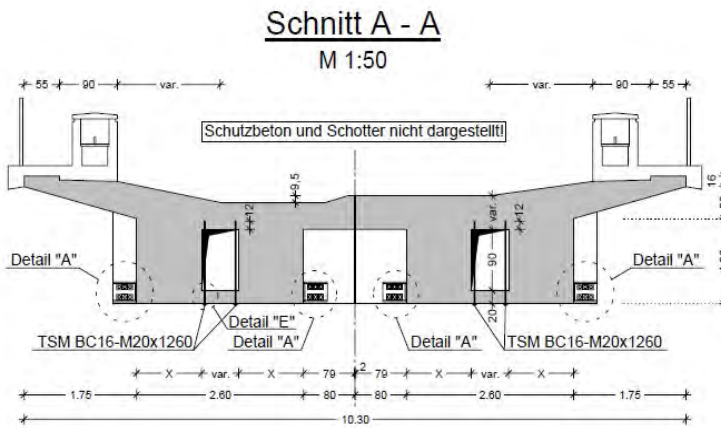 Schnitt A - A
M 1:50
55 90 var. var. 90 55
Schutzbeton und Schotter nicht dargestellt!
9,5
16
12 var. 12
Detail "A" 90 Detail "A"
20
Detail "E"
TSM BC16-M20x1260 Detail "A" Detail "A" TSM BC16-M20x1260
2
X var. X 79 79 X var. X
1.75 2.60 80 80 2.60 1.75
10.30